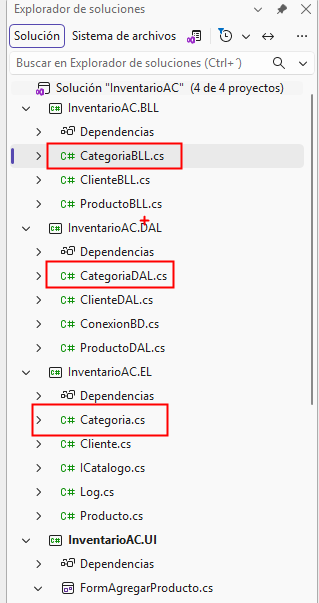 Explorador de soluciones
Solución
Sistema de archivos
Buscar en Explorador de soluciones (Ctrl+´)
Solución "InventarioAC" (4 de 4 proyectos)
InventarioAC.BLL
Dependencias
C# CategoriaBLL.cs
C# ClienteBLL.cs
C# ProductoBLL.cs
InventarioAC.DAL
Dependencias
C# CategoriaDAL.cs
C# ClienteDAL.cs
C# ConexionBD.cs
C# ProductoDAL.cs
InventarioAC.EL
Dependencias
C# Categoria.cs
C# Cliente.cs
C# ICatalogo.cs
C# Log.cs
C# Producto.cs
InventarioAC.UI
Dependencias
FormAgregarProducto.cs